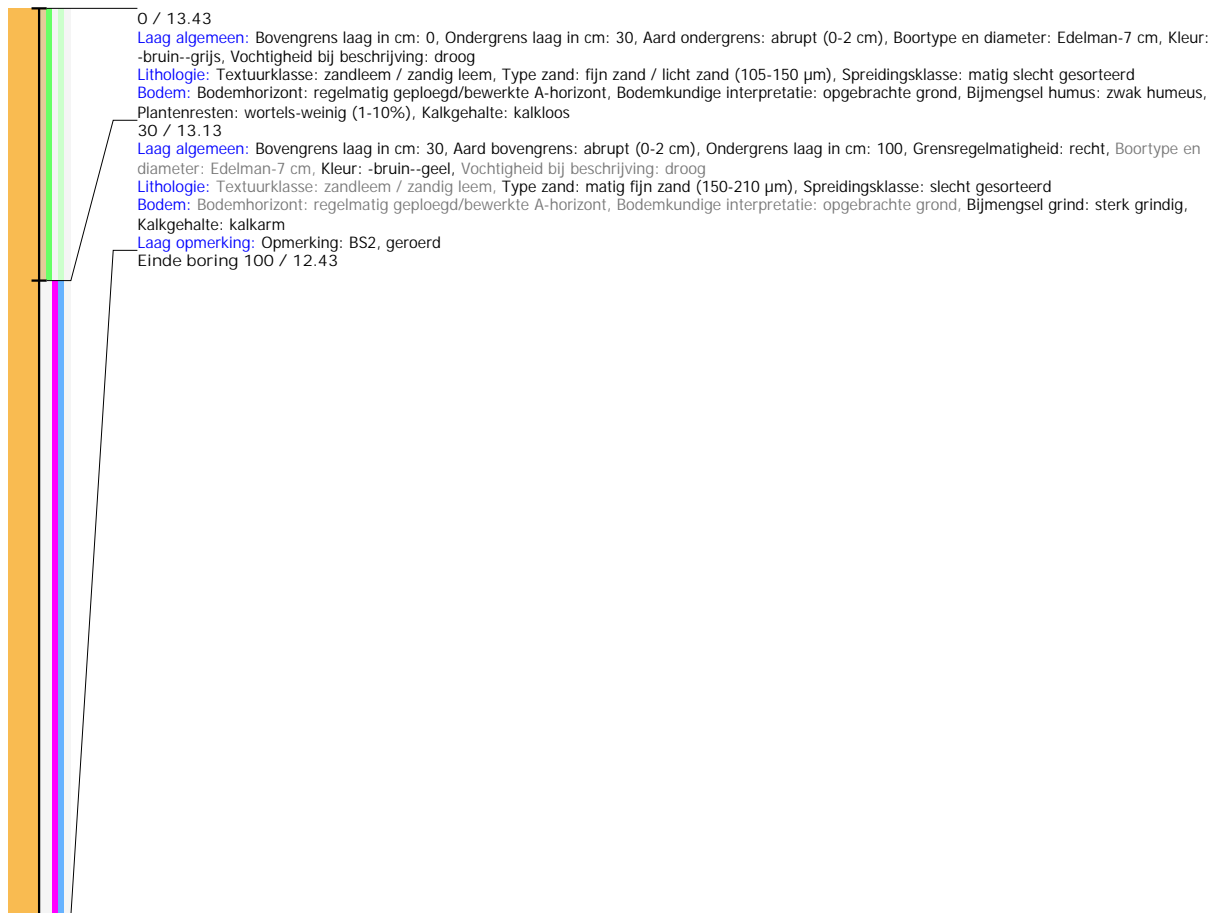 0 / 13.43
Laag algemeen: Bovengrens laag in cm: 0, Ondergrens laag in cm: 30, Aard ondergrens: abrupt (0-2 cm), Boortype en diameter: Edelman-7 cm, Kleur:
-bruin--grijs, Vochtigheid bij beschrijving: droog
Lithologie: Textuurklasse: zandleem / zandig leem, Type zand: fijn zand / licht zand (105-150 µm), Spreidingsklasse: matig slecht gesorteerd
Bodem: Bodemhorizont: regelmatig geploegd/bewerkte A-horizont, Bodemkundige interpretatie: opgebrachte grond, Bijmengsel humus: zwak humeus,
Plantenresten: wortels-weinig (1-10%), Kalkgehalte: kalkloos
30 / 13.13
Laag algemeen: Bovengrens laag in cm: 30, Aard bovengrens: abrupt (0-2 cm), Ondergrens laag in cm: 100, Grensregelmatigheid: recht, Boortype en
diameter: Edelman-7 cm, Kleur: -bruin--geel, Vochtigheid bij beschrijving: droog
Lithologie: Textuurklasse: zandleem / zandig leem, Type zand: matig fijn zand (150-210 µm), Spreidingsklasse: slecht gesorteerd
Bodem: Bodemhorizont: regelmatig geploegd/bewerkte A-horizont, Bodemkundige interpretatie: opgebrachte grond, Bijmengsel grind: sterk grindig,
Kalkgehalte: kalkarm
Laag opmerking: Opmerking: BS2, geroerd
Einde boring 100 / 12.43